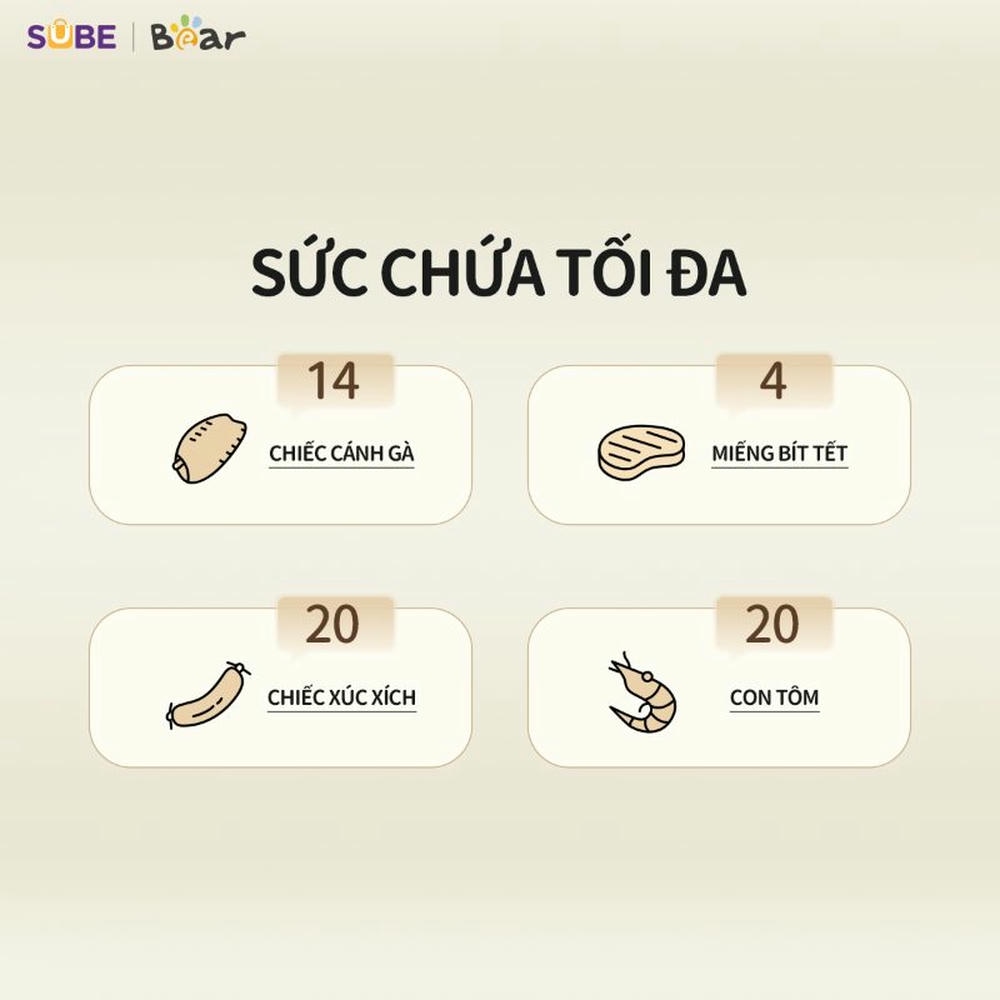 SUBE | Bear
SỨC CHỨA TỐI ĐA
14
CHIẾC CÁNH GÀ
4
MIẾNG BÍT TẾT
20
CHIẾC XÚC XÍCH
20
CON TÔM